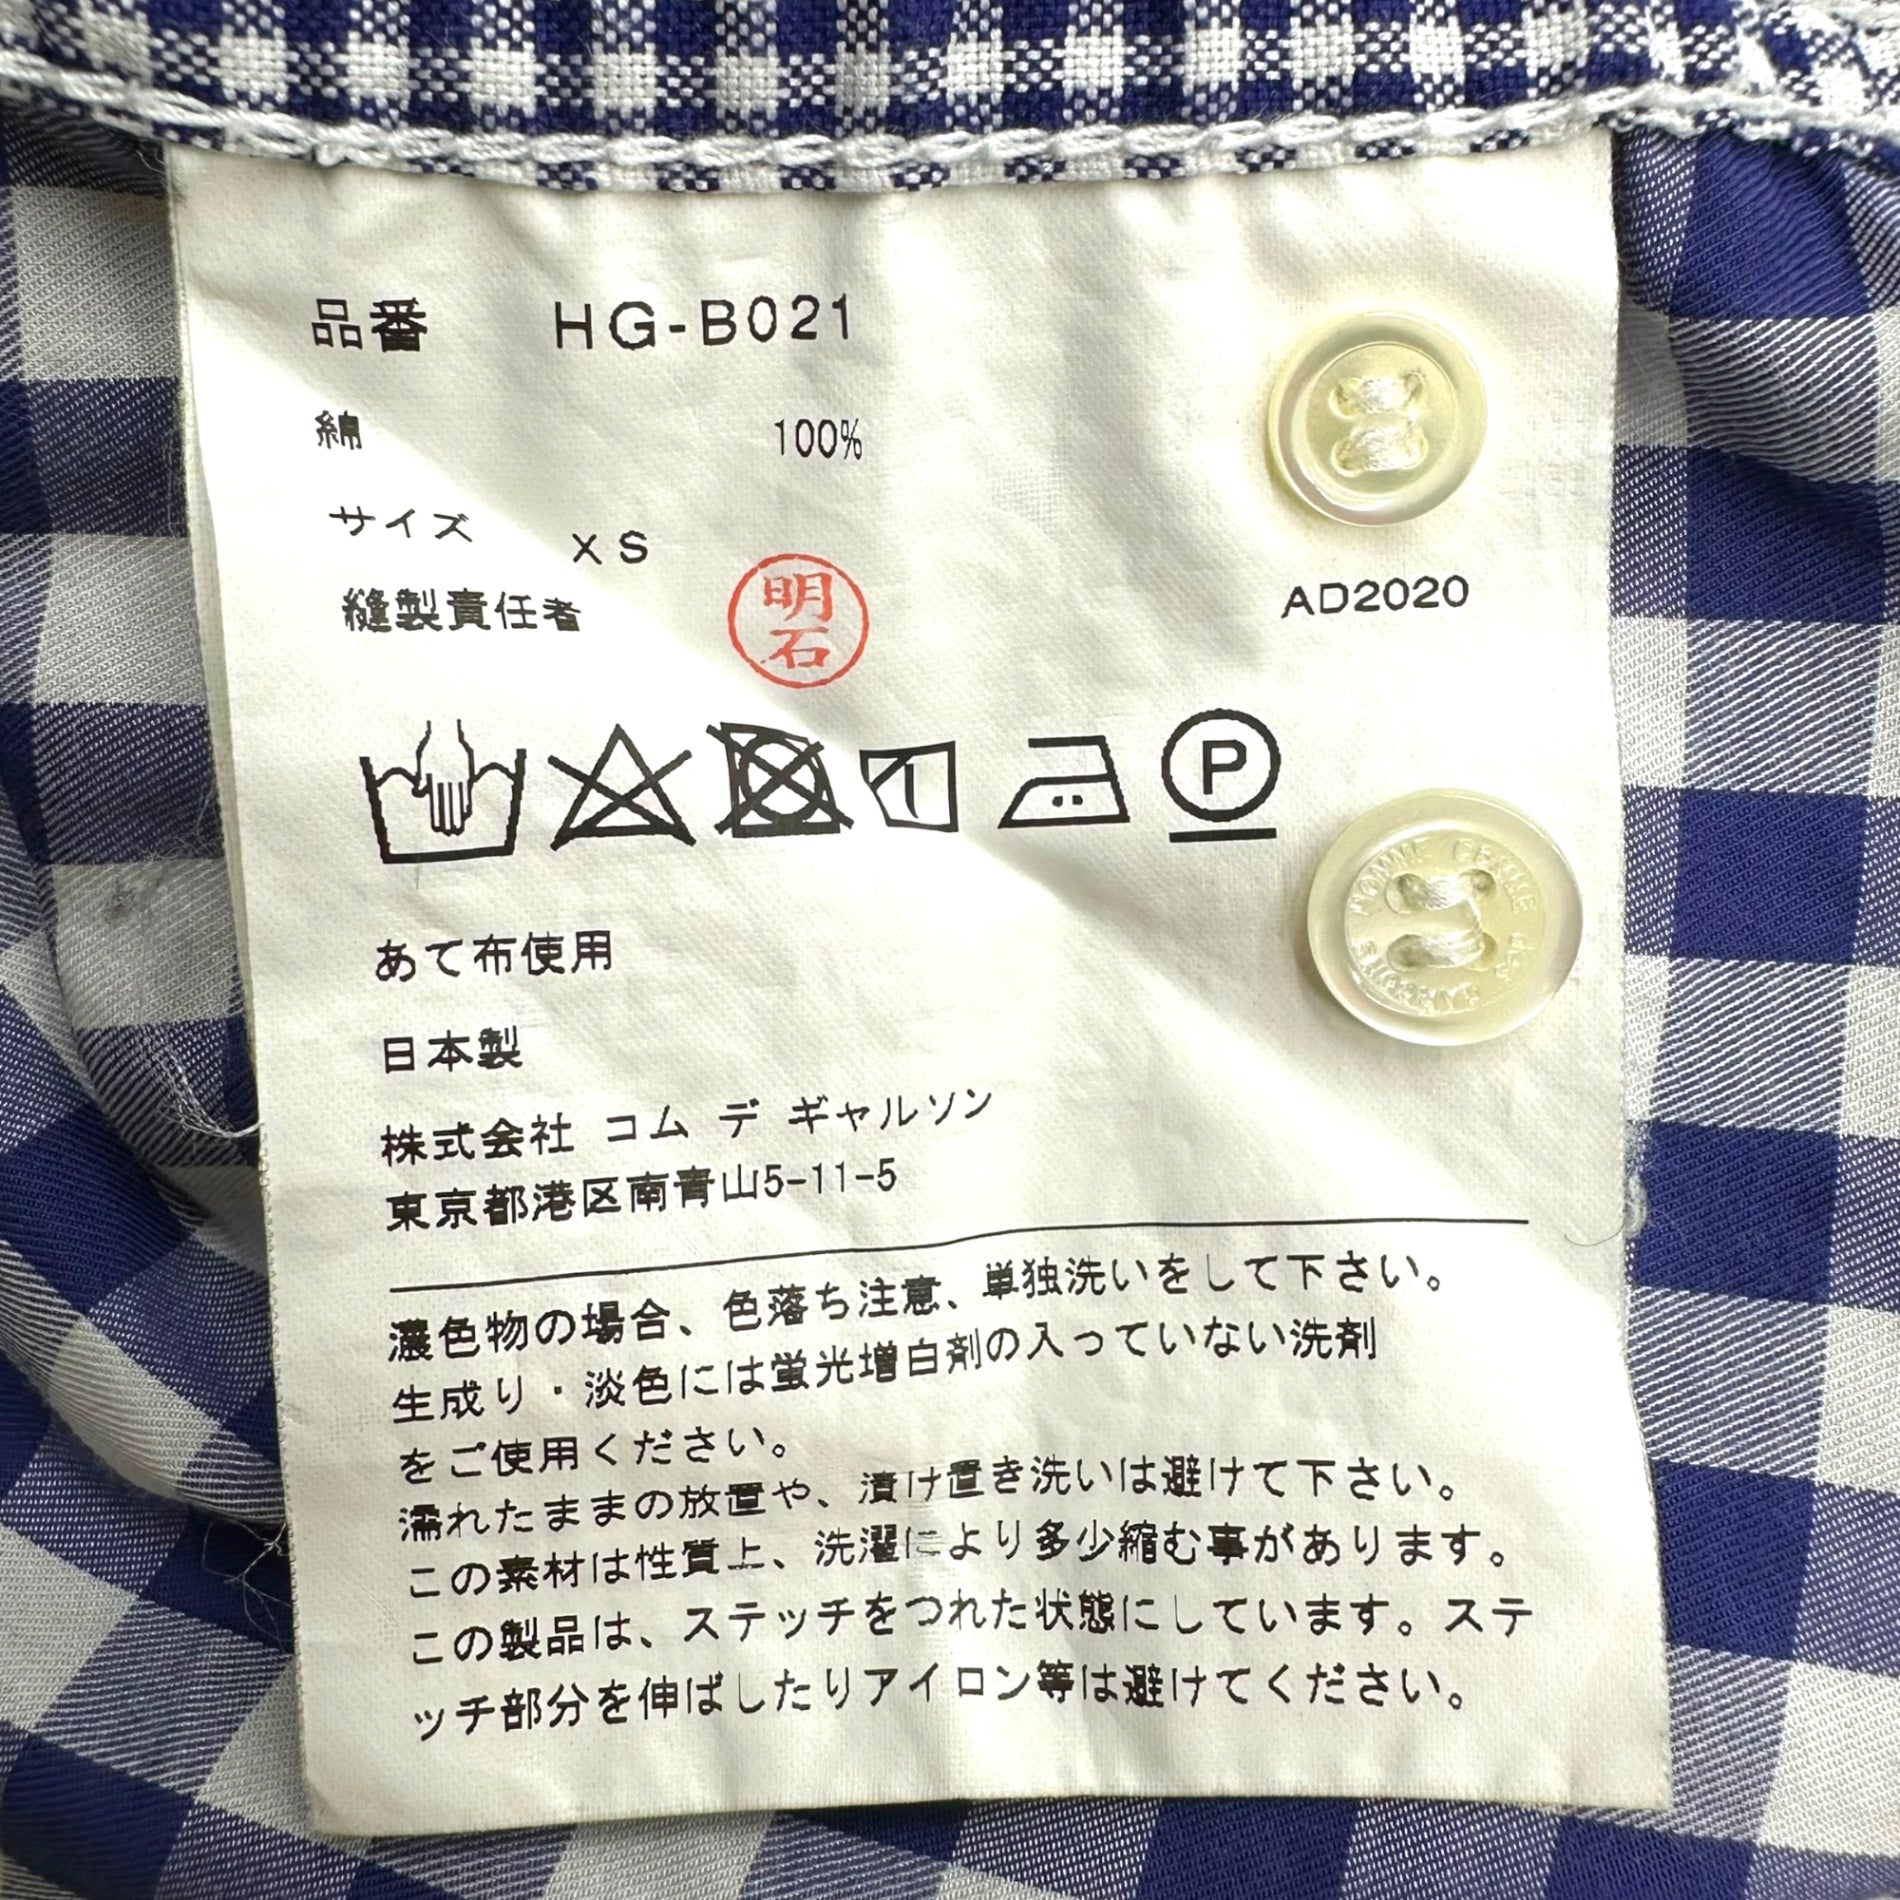 品番 HG-B021
綿 100%
サイズ XS
縫製責任者 明石
AD2020
P
あて布使用
日本製
株式会社 コム デ ギャルソン
東京都港区南青山5-11-5
濃色物の場合、色落ち注意、単独洗いをして下さい。
生成り・淡色には蛍光増白剤の入っていない洗剤
をご使用ください。
濡れたままの放置や、漬け置き洗いは避けて下さい。
この素材は性質上、洗濯により多少縮む事があります。
この製品は、ステッチをつれた状態にしています。ステ
ッチ部分を伸ばしたりアイロン等は避けてください。
des GARÇONS